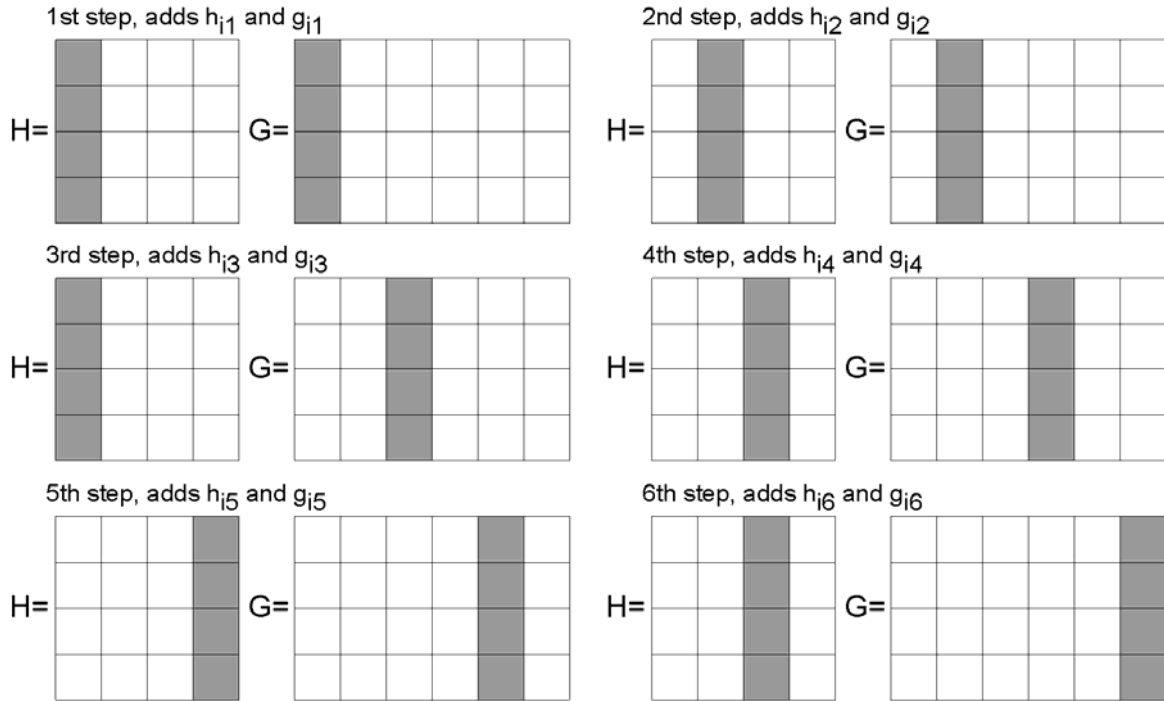 1st step, adds hi1 and gi1
2nd step, adds hi2 and gi2
H=
G=
H=
G=
3rd step, adds hi3 and gi3
4th step, adds hi4 and gi4
H=
G=
H=
G=
5th step, adds hi5 and gi5
6th step, adds hi6 and gi6
H=
G=
H=
G=